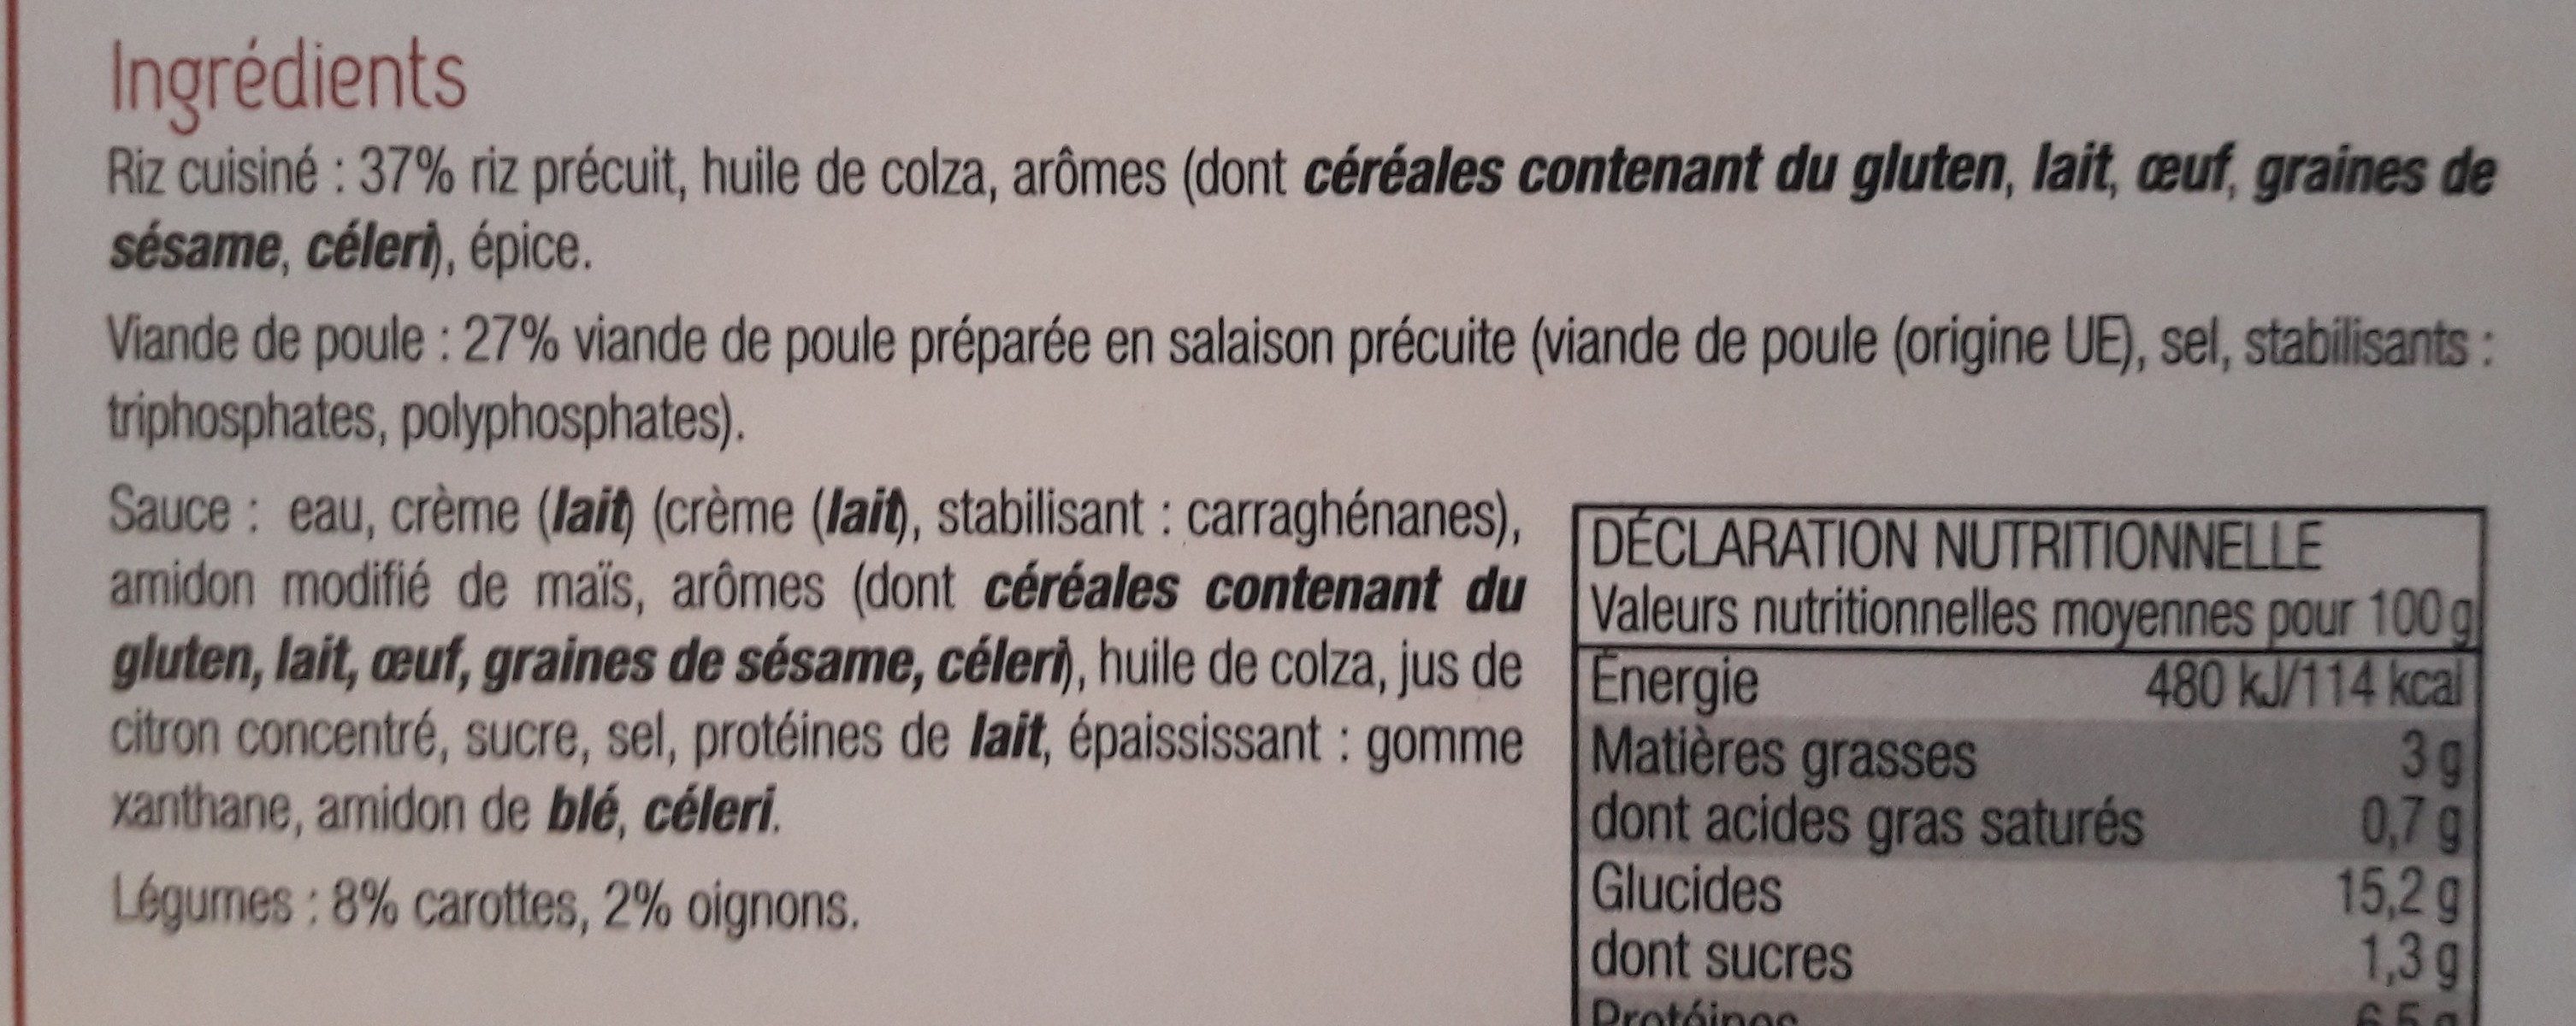 Ingrédients
Riz cuisiné : 37% riz précuit, huile de colza, arômes (dont céréales contenant du gluten, lait, œuf, graines de
sésame, céleri), épice.
Viande de poule : 27% viande de poule préparée en salaison précuite (viande de poule (origine UE), sel, stabilisants :
triphosphates, polyphosphates).
Sauce : eau, crème (lait) (crème (lait), stabilisant : carraghénanes),
amidon modifié de maïs, arômes (dont céréales contenant du
gluten, lait, œuf, graines de sésame, céleri), huile de colza, jus de
citron concentré, sucre, sel, protéines de lait, épaississant : gomme
xanthane, amidon de blé, céleri.
Légumes : 8% carottes, 2% oignons.
DÉCLARATION NUTRITIONNELLE
Valeurs nutritionnelles moyennes pour 100 g
Énergie 480 kJ/114 kcal
Matières grasses 3 g
dont acides gras saturés 0,7 g
Glucides 15,2 g
dont sucres 1,3 g
Protéines 6,5 g